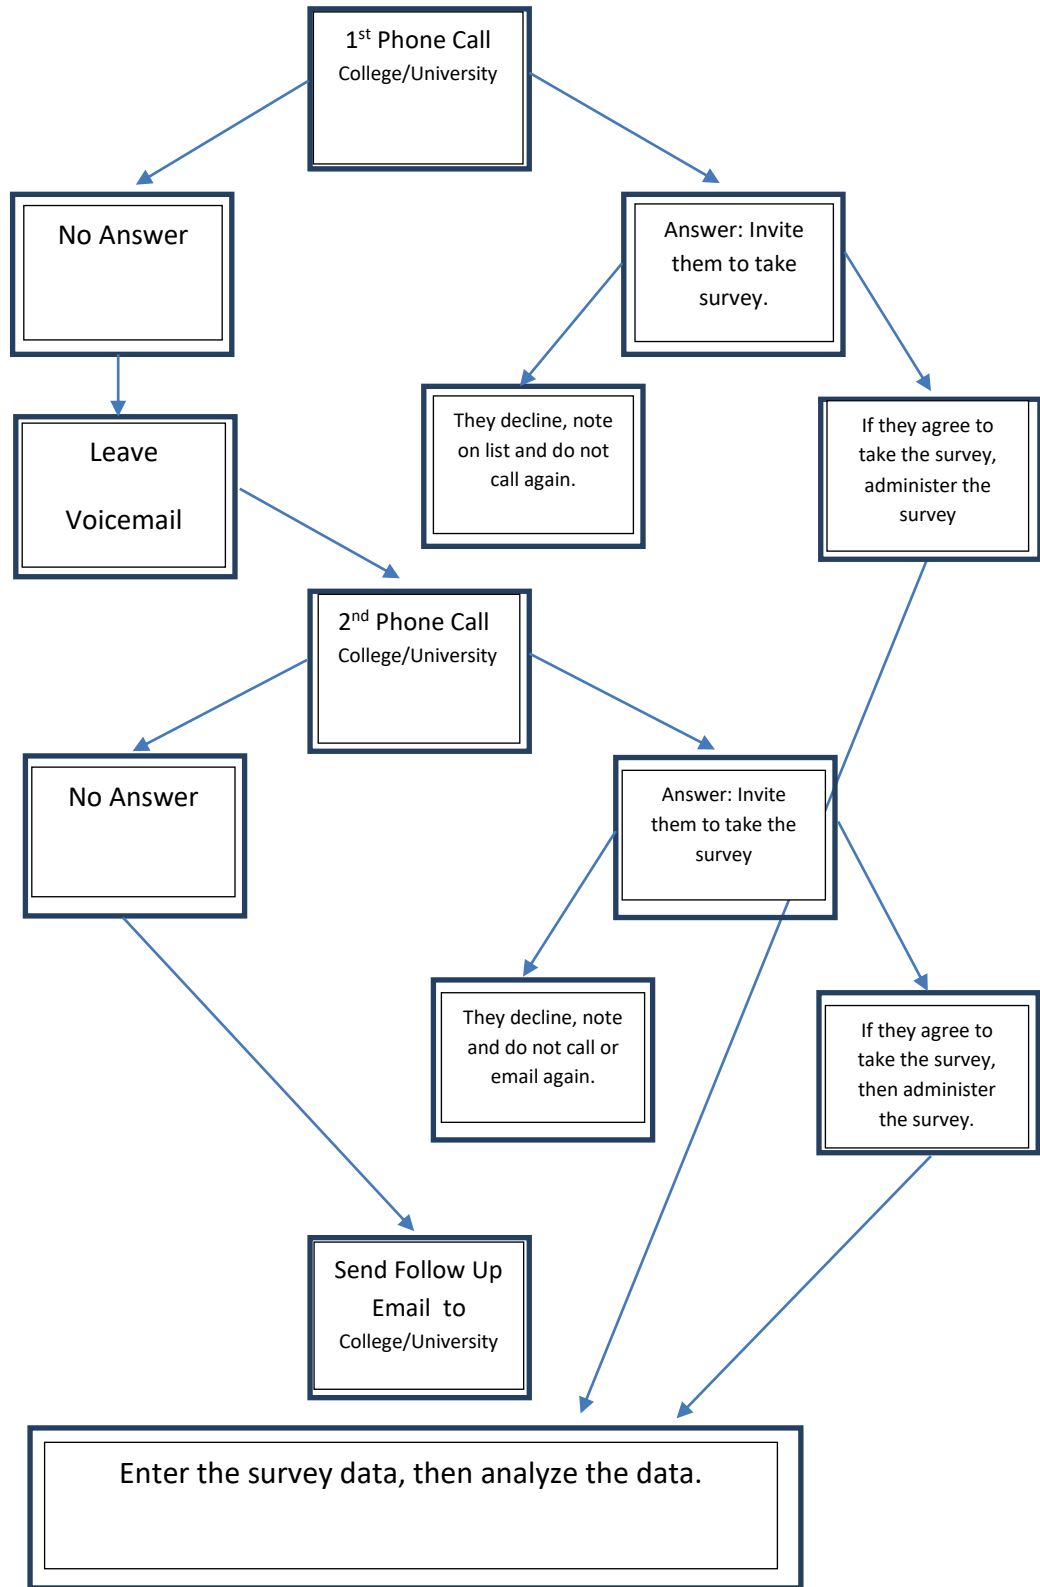 1st Phone Call
College/University
No Answer
Answer: Invite
them to take
survey.
They decline, note
on list and do not
call again.
If they agree to
take the survey,
administer the
survey
Leave
Voicemail
2nd Phone Call
College/University
No Answer
Answer: Invite
them to take the
survey
They decline, note
and do not call or
email again.
If they agree to
take the survey,
then administer
the survey.
Send Follow Up
Email to
College/University
Enter the survey data, then analyze the data.